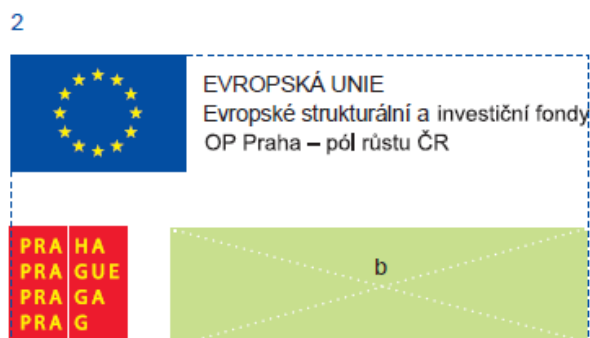 2
EVROPSKÁ UNIE
Evropské strukturální a investiční fondy
OP Praha – pól růstu ČR
PRA HA
PRA GUE
PRA GA
PRA G
b